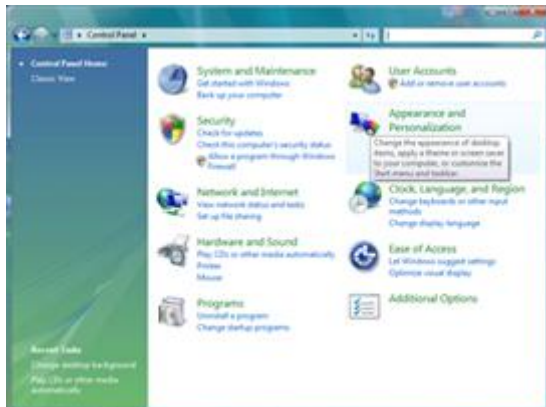 Control Panel
Control Panel Home
Classic View
System and Maintenance
Get started with Windows
Back up your computer
Security
Check for updates
Check this computer's security status
Allow a program through Windows
Firewall
Network and Internet
View network status and tasks
Set up file sharing
Hardware and Sound
Play CDs or other media automatically
Printer
Mouse
Programs
Uninstall a program
Change startup programs
User Accounts
Add or remove user accounts
Appearance and
Personalization
Change the appearance of desktop
items, apply a theme or screen saver
to your computer, or customize the
Start menu and taskbar.
Clock, Language, and Region
Change keyboards or other input
methods
Change display language
Ease of Access
Let Windows suggest settings
Optimize visual display
Additional Options
Recent Tasks
Change desktop background
Play CDs or other media
automatically